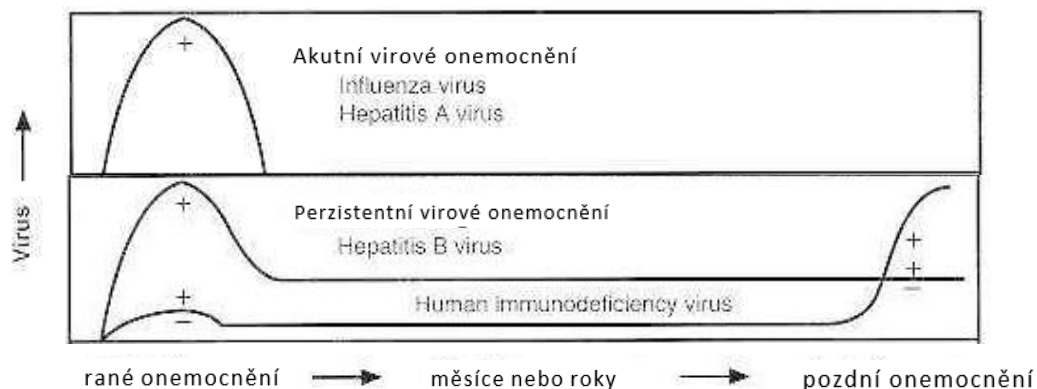 Akutní virové onemocnění
Influenza virus
Hepatitis A virus
Virus
Perzistentní virové onemocnění
Hepatitis B virus
Human immunodeficiency virus
rané onemocnění
měsíce nebo roky
pozdní onemocnění